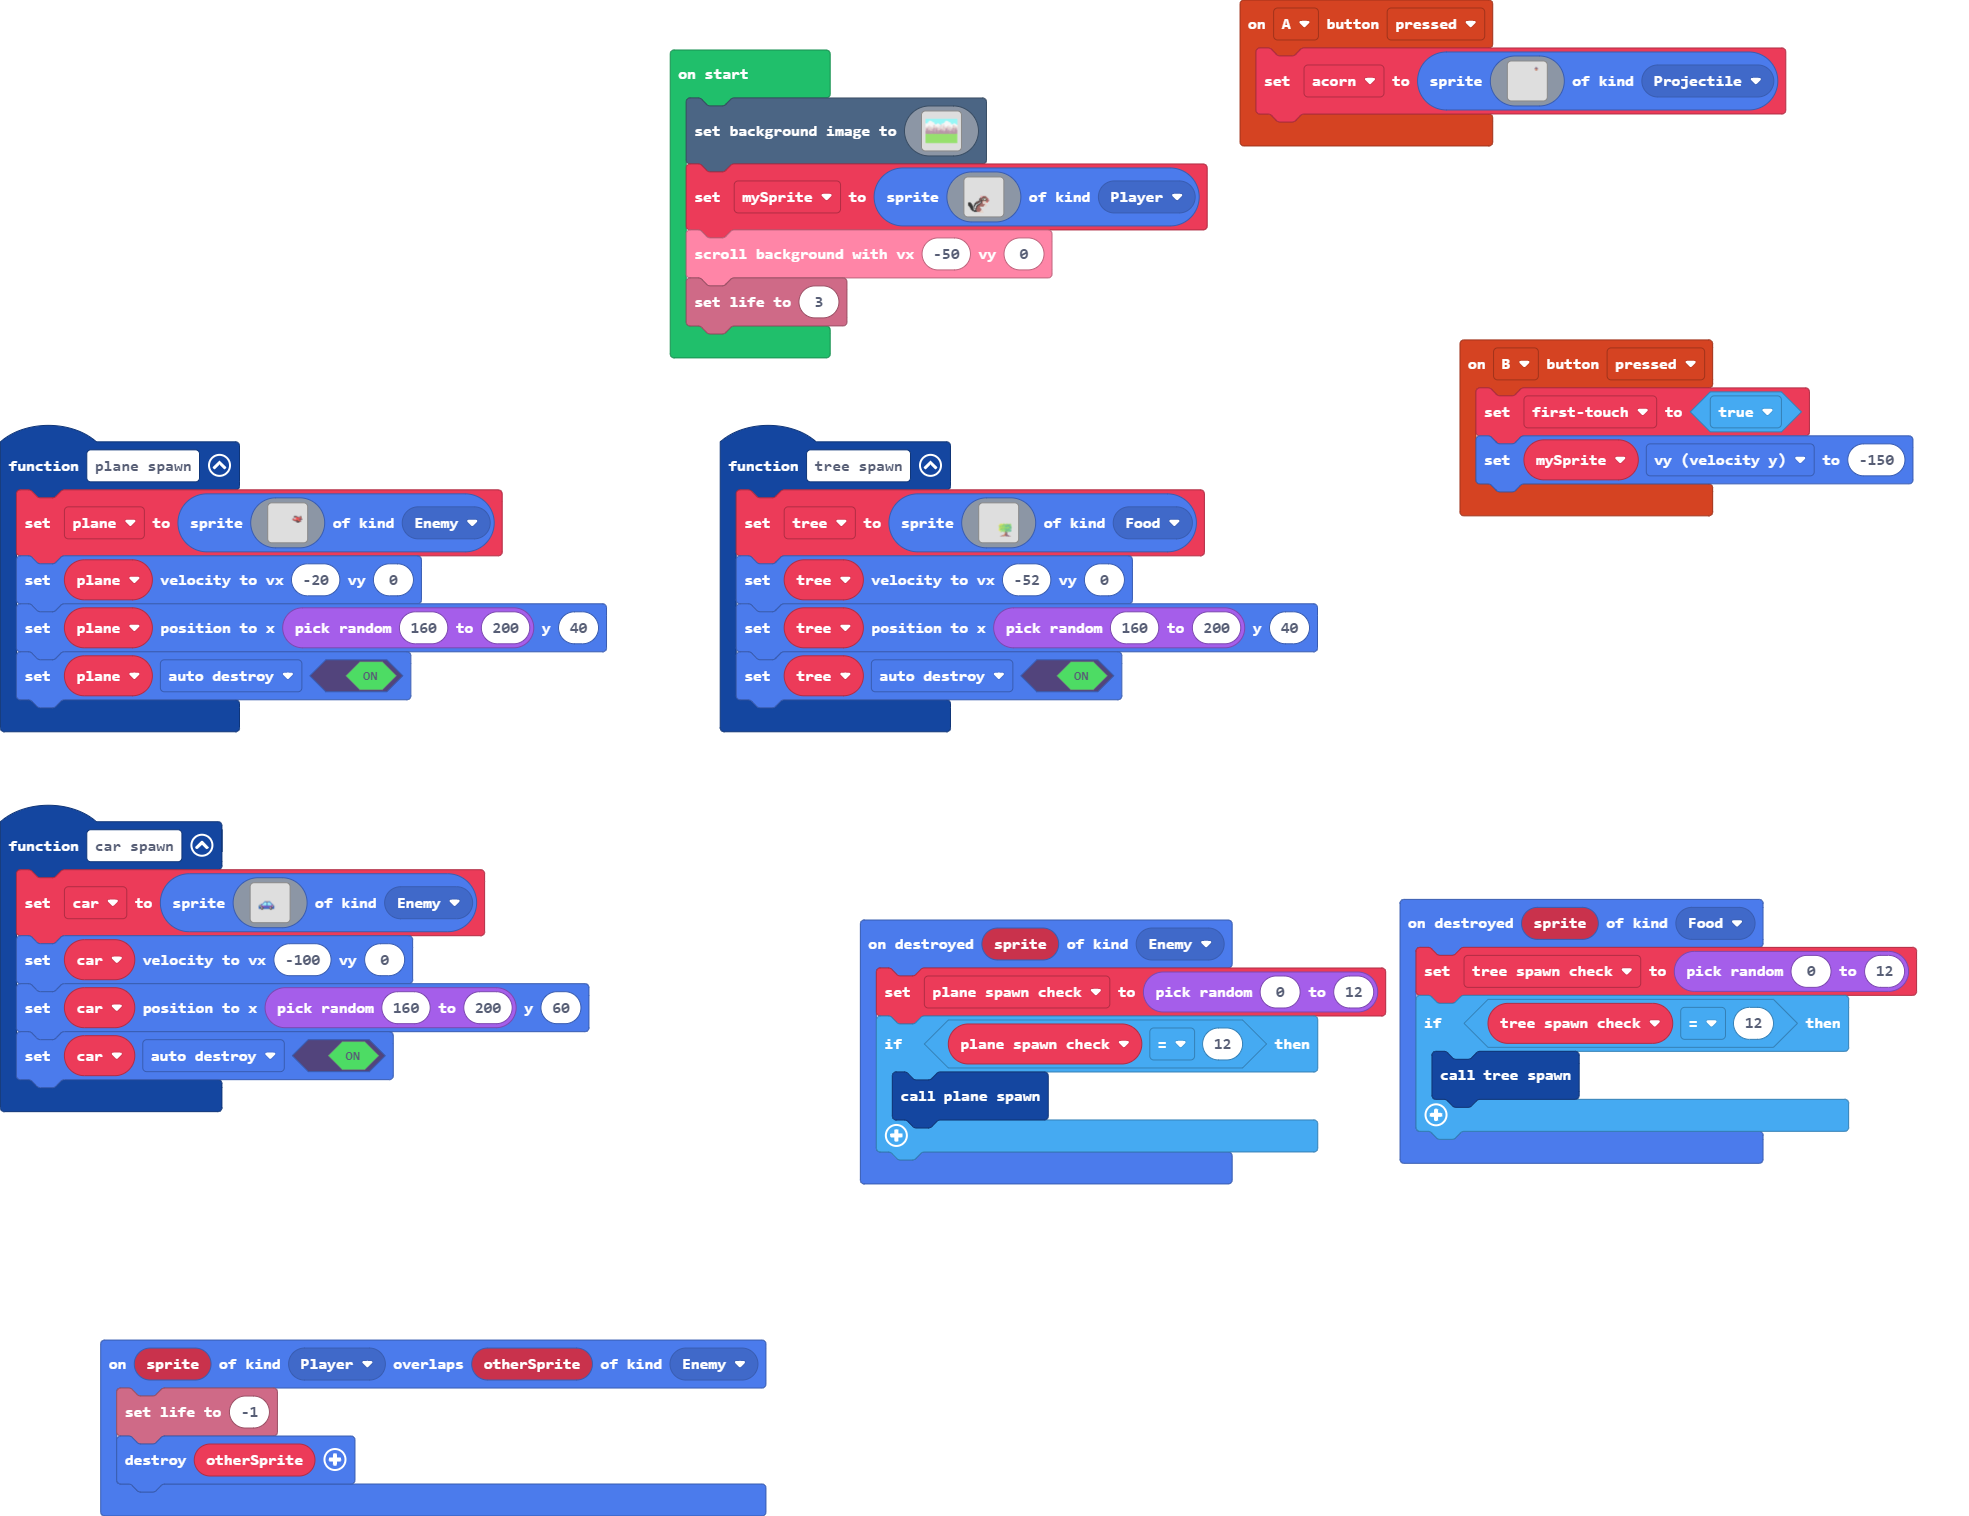 on A button pressed
set acorn to sprite of kind Projectile
on start
set background image to
set mySprite to sprite of kind Player
scroll background with vx -50 vy 0
set life to 3
on B button pressed
set first-touch to true
set mySprite vy (velocity y) to -150
function plane spawn
set plane to sprite of kind Enemy
set plane velocity to vx -20 vy 0
set plane position to x pick random 160 to 200 y 40
set plane auto destroy ON
function tree spawn
set tree to sprite of kind Food
set tree velocity to vx -52 vy 0
set tree position to x pick random 160 to 200 y 40
set tree auto destroy ON
function car spawn
set car to sprite of kind Enemy
set car velocity to vx -100 vy 0
set car position to x pick random 160 to 200 y 60
set car auto destroy ON
on destroyed sprite of kind Enemy
set plane spawn check to pick random 0 to 12
if plane spawn check = 12 then
call plane spawn
on destroyed sprite of kind Food
set tree spawn check to pick random 0 to 12
if tree spawn check = 12 then
call tree spawn
on sprite of kind Player overlaps otherSprite of kind Enemy
set life to -1
destroy otherSprite